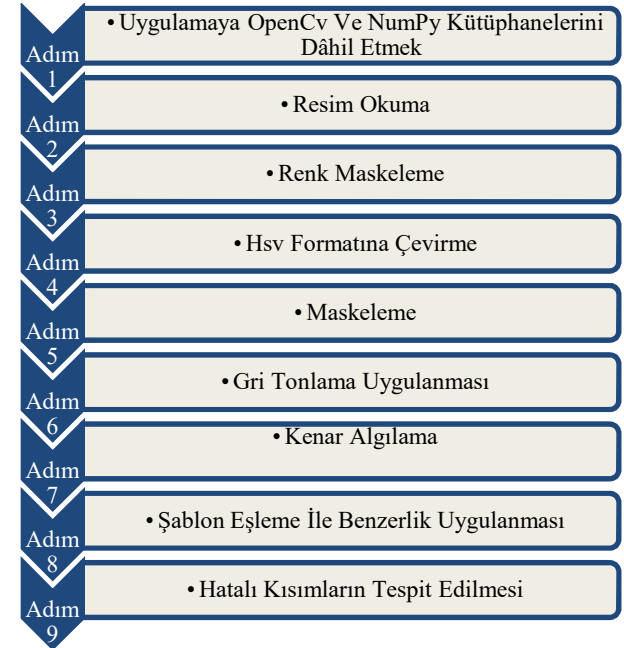 Adım
1
• Uygulamaya OpenCv Ve NumPy Kütüphanelerini
Dâhil Etmek
Adım
2
• Resim Okuma
Adım
3
• Renk Maskeleme
Adım
4
• Hsv Formatına Çevirme
Adım
5
• Maskeleme
Adım
6
• Gri Tonlama Uygulanması
Adım
7
• Kenar Algılama
Adım
8
• Şablon Eşleme İle Benzerlik Uygulanması
Adım
9
• Hatalı Kısımların Tespit Edilmesi